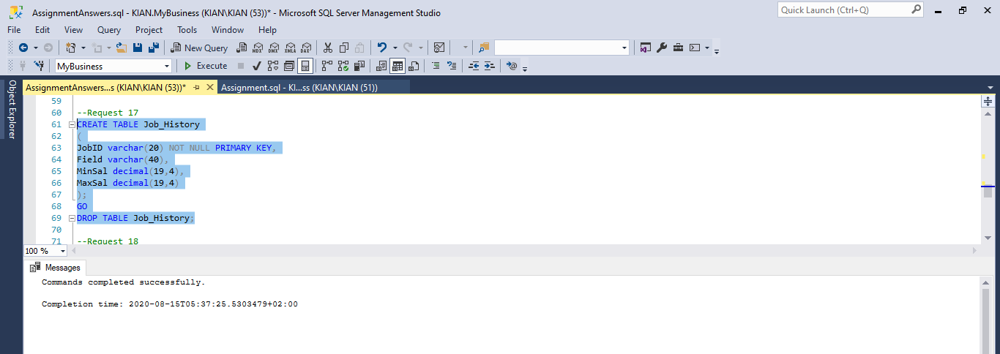 AssignmentAnswers.sql - KIAN.MyBusiness (KIAN\KIAN (53))* - Microsoft SQL Server Management Studio
Quick Launch (Ctrl+Q)
File Edit View Query Project Tools Window Help
New Query MDX DMX XMLA DAX
MyBusiness Execute
Object Explorer
AssignmentAnswers...s (KIAN\KIAN (53))* Assignment.sql - KI...ss (KIAN\KIAN (51))
59
60 --Request 17
61 CREATE TABLE Job_History
62 (
63 JobID varchar(20) NOT NULL PRIMARY KEY,
64 Field varchar(40),
65 MinSal decimal(19,4),
66 MaxSal decimal(19,4)
67 );
68 GO
69 DROP TABLE Job_History;
70
71 --Request 18
100 %
Messages
Commands completed successfully.
Completion time: 2020-08-15T05:37:25.5303479+02:00